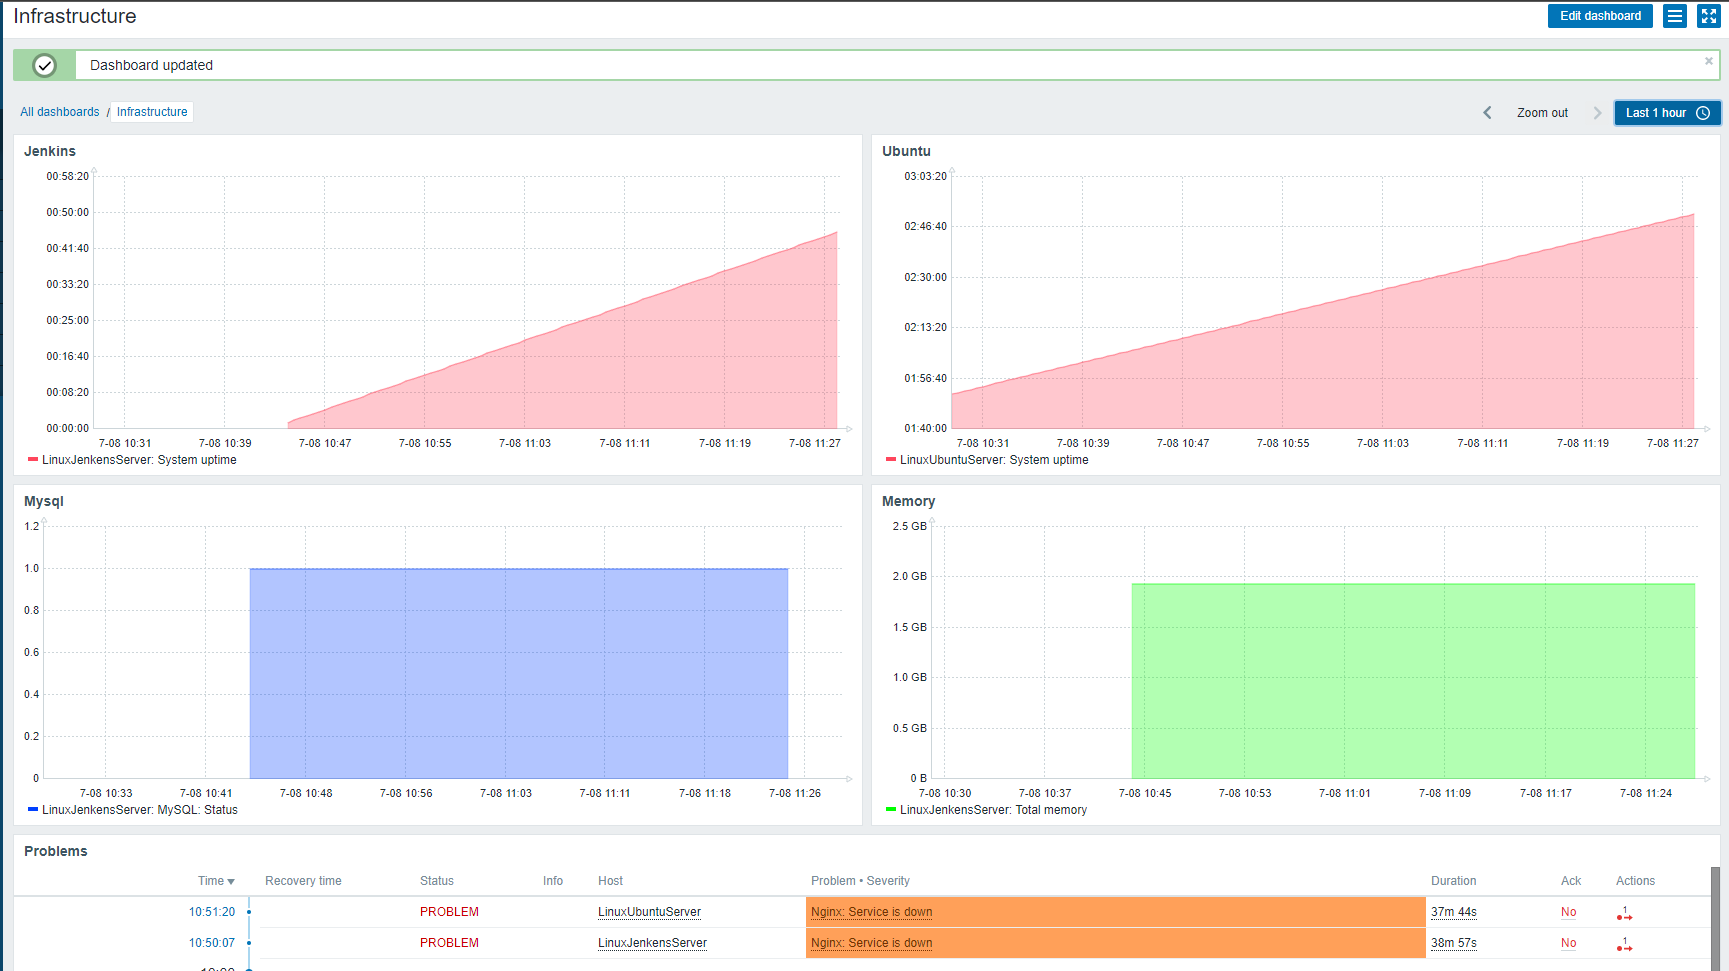 Infrastructure
Edit dashboard
Dashboard updated
All dashboards / Infrastructure
Zoom out
Last 1 hour
Jenkins
00:58:20
00:50:00
00:41:40
00:33:20
00:25:00
00:16:40
00:08:20
00:00:00
7-08 10:31 7-08 10:39 7-08 10:47 7-08 10:55 7-08 11:03 7-08 11:11 7-08 11:19 7-08 11:27
LinuxJenkensServer: System uptime
Ubuntu
03:03:20
02:46:40
02:30:00
02:13:20
01:56:40
01:40:00
7-08 10:31 7-08 10:39 7-08 10:47 7-08 10:55 7-08 11:03 7-08 11:11 7-08 11:19 7-08 11:27
LinuxUbuntuServer: System uptime
Mysql
1.2
1.0
0.8
0.6
0.4
0.2
0
7-08 10:33 7-08 10:41 7-08 10:48 7-08 10:56 7-08 11:03 7-08 11:11 7-08 11:18 7-08 11:26
LinuxJenkensServer: MySQL: Status
Memory
2.5 GB
2.0 GB
1.5 GB
1.0 GB
0.5 GB
0 B
7-08 10:30 7-08 10:37 7-08 10:45 7-08 10:53 7-08 11:01 7-08 11:09 7-08 11:17 7-08 11:24
LinuxJenkensServer: Total memory
Problems
Time Recovery time Status Info Host Problem • Severity Duration Ack Actions
10:51:20 PROBLEM LinuxUbuntuServer Nginx: Service is down 37m 44s No 1
10:50:07 PROBLEM LinuxJenkensServer Nginx: Service is down 38m 57s No 1